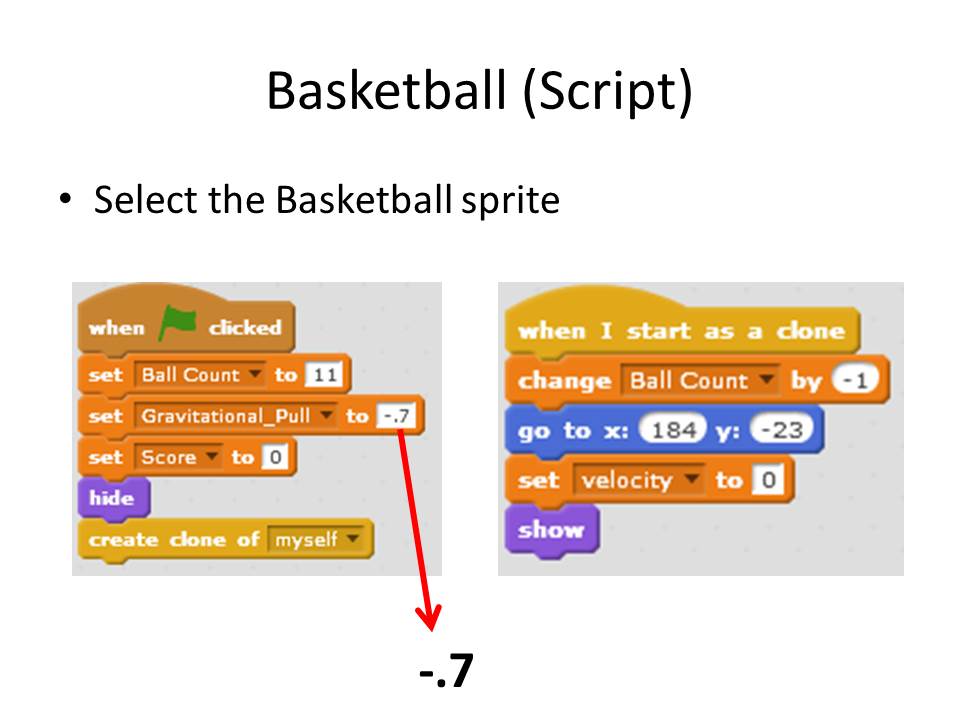 Basketball (Script)
• Select the Basketball sprite
when clicked
set Ball Count to 11
set Gravitational_Pull to -.7
set Score to 0
hide
create clone of myself
when I start as a clone
change Ball Count by -1
go to x: 184 y: -23
set velocity to 0
show
-.7